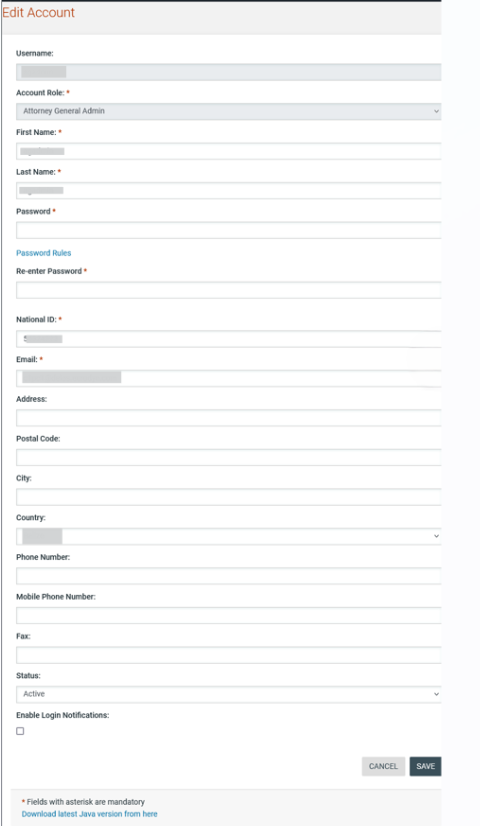 Edit Account
Username:
Account Role: *
Attorney General Admin
First Name: *
Last Name: *
Password *
Password Rules
Re-enter Password *
National ID: *
Email: *
Address:
Postal Code:
City:
Country:
Phone Number:
Mobile Phone Number:
Fax:
Status:
Active
Enable Login Notifications:
CANCEL SAVE
* Fields with asterisk are mandatory
Download latest Java version from here